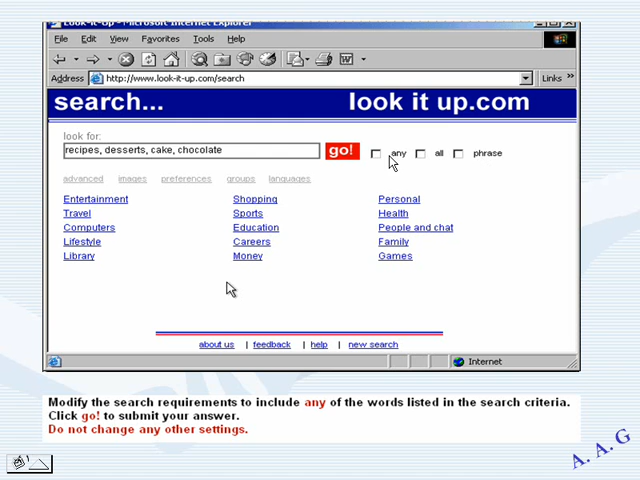 Look-it-Up - Microsoft Internet Explorer
File Edit View Favorites Tools Help
Address http://www.look-it-up.com/search Links »
search... look it up.com
look for:
recipes, desserts, cake, chocolate go! any all phrase
advanced images preferences groups languages
Entertainment Shopping Personal
Travel Sports Health
Computers Education People and chat
Lifestyle Careers Family
Library Money Games
about us | feedback | help | new search
Internet
Modify the search requirements to include any of the words listed in the search criteria.
Click go! to submit your answer.
Do not change any other settings.
A. A. G